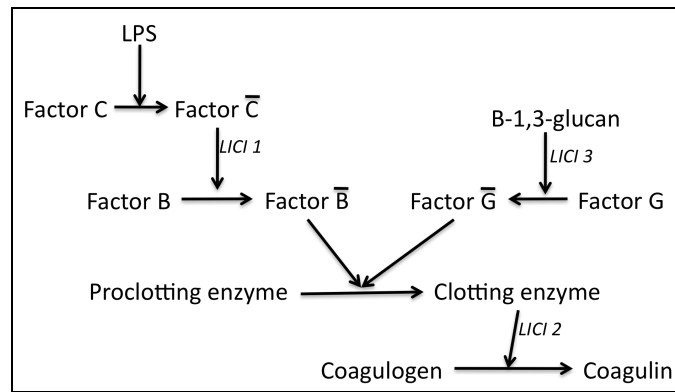 LPS
Factor C Factor C̅
B-1,3-glucan
LICI 1
LICI 3
Factor B Factor B̅ Factor G̅ Factor G
Proclotting enzyme Clotting enzyme
LICI 2
Coagulogen Coagulin